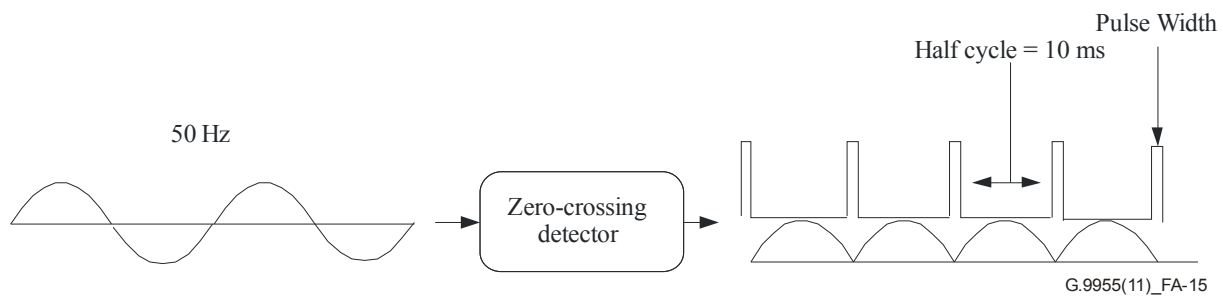 Pulse Width
Half cycle = 10 ms
50 Hz
Zero-crossing
detector
G.9955(11)_FA-15